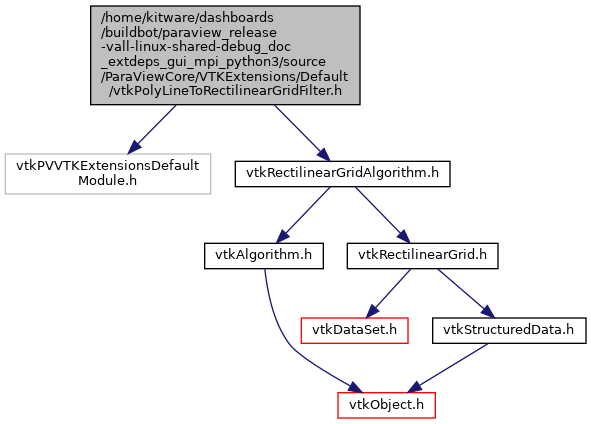 /home/kitware/dashboards
/buildbot/paraview_release
-vall-linux-shared-debug_doc
_extdeps_gui_mpi_python3/source
/ParaViewCore/VTKExtensions/Default
/vtkPolyLineToRectilinearGridFilter.h
vtkPVVTKExtensionsDefault
Module.h
vtkRectilinearGridAlgorithm.h
vtkAlgorithm.h
vtkRectilinearGrid.h
vtkDataSet.h
vtkStructuredData.h
vtkObject.h